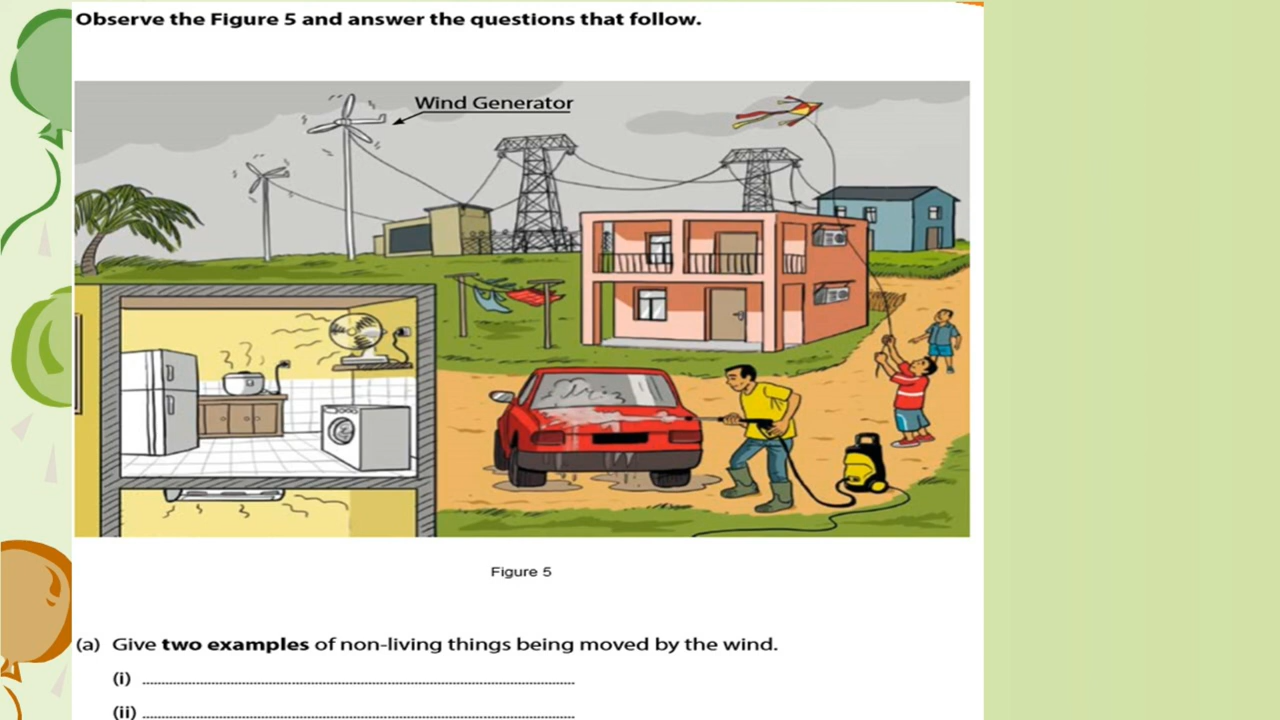 Observe the Figure 5 and answer the questions that follow.
Wind Generator
Figure 5
(a) Give two examples of non-living things being moved by the wind.
(i) ................................................................
(ii) ................................................................